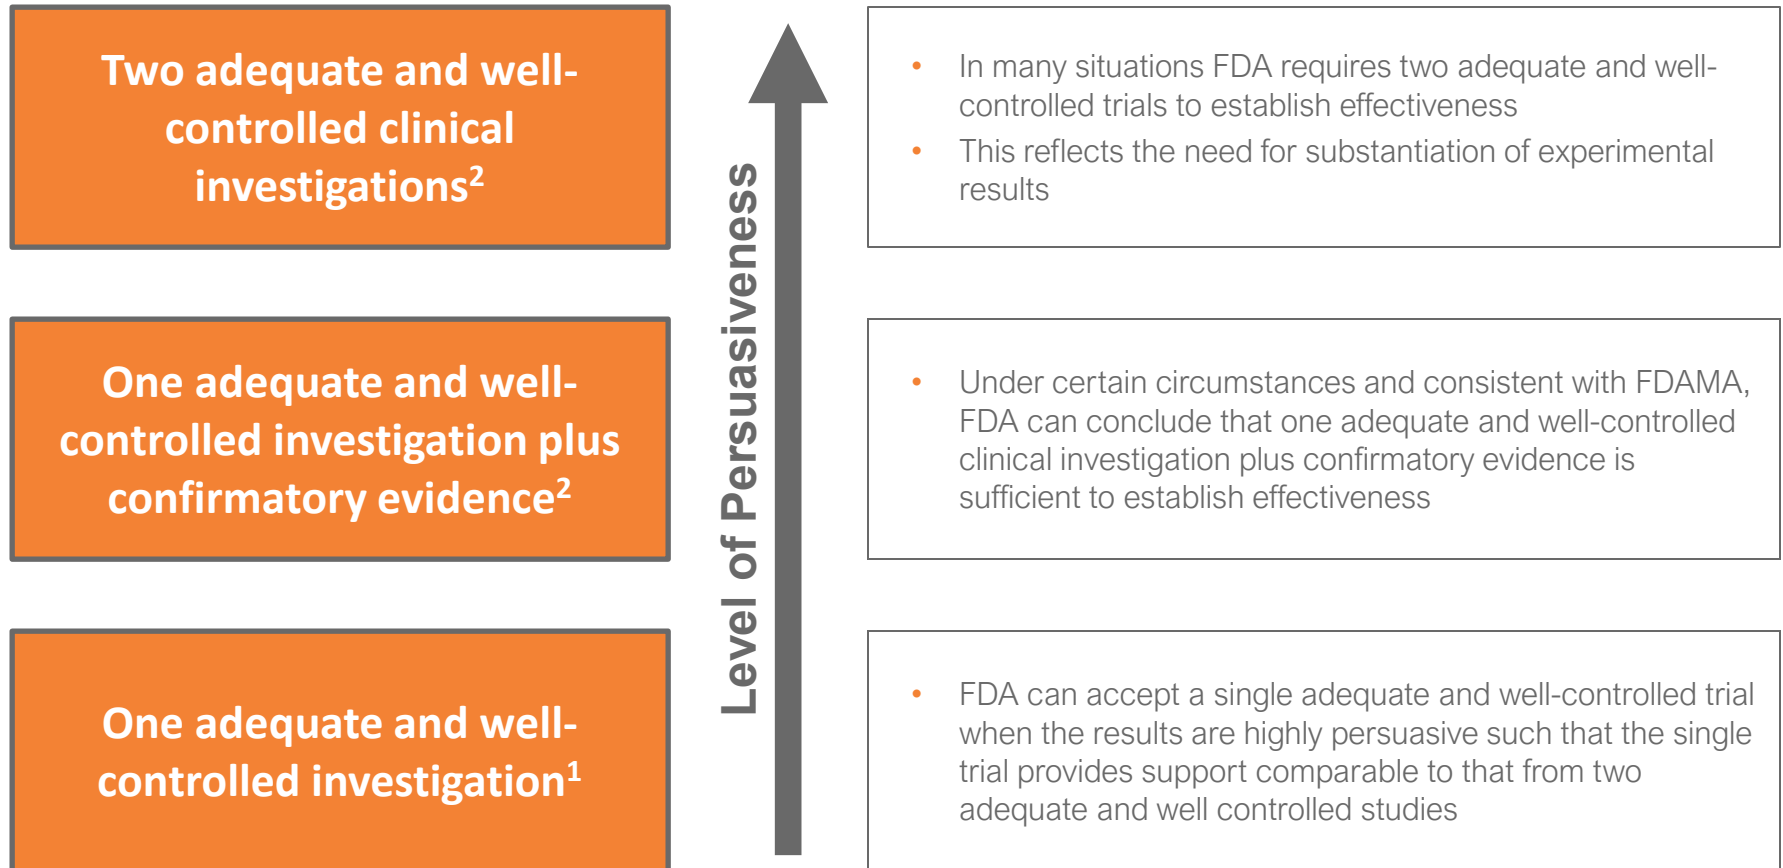 Two adequate and well-
controlled clinical
investigations²
Level of Persuasiveness
• In many situations FDA requires two adequate and well-
controlled trials to establish effectiveness
• This reflects the need for substantiation of experimental
results
One adequate and well-
controlled investigation plus
confirmatory evidence²
• Under certain circumstances and consistent with FDAMA,
FDA can conclude that one adequate and well-controlled
clinical investigation plus confirmatory evidence is
sufficient to establish effectiveness
One adequate and well-
controlled investigation¹
• FDA can accept a single adequate and well-controlled trial
when the results are highly persuasive such that the single
trial provides support comparable to that from two
adequate and well controlled studies